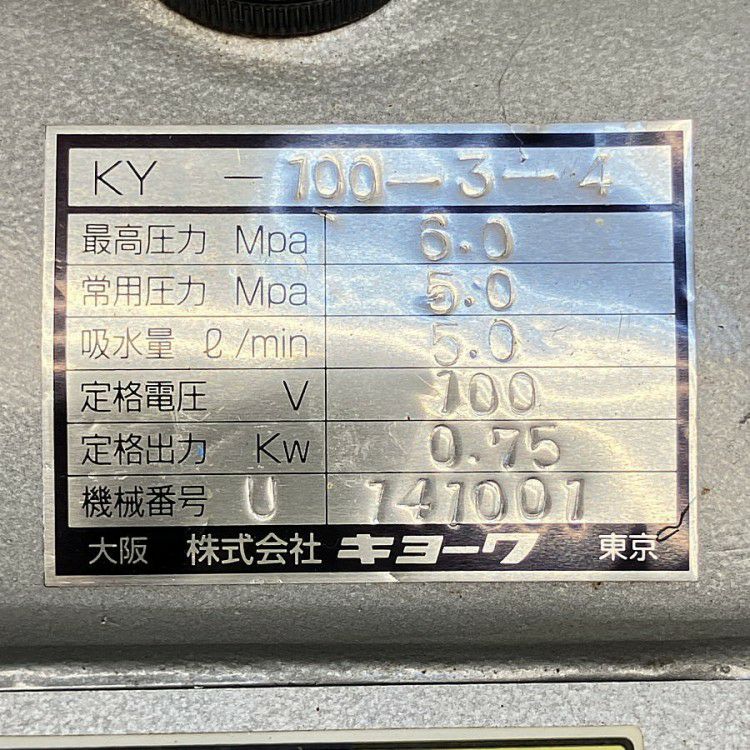 KY -100-3-4
最高圧力 Mpa 6.0
常用圧力 Mpa 5.0
吸水量 ℓ/min 5.0
定格電圧 V 100
定格出力 Kw 0.75
機械番号 U 141001
大阪 株式会社 キョーワ 東京